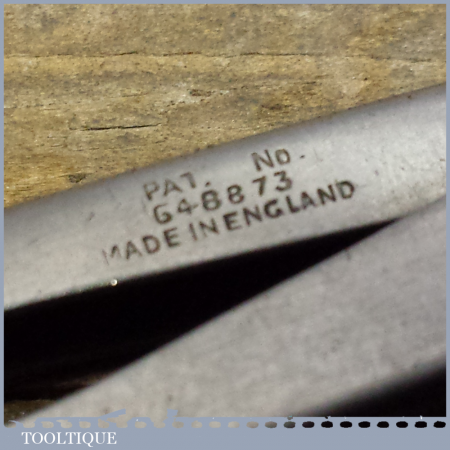 PAT. No.
648873
MADE IN ENGLAND
TOOLTIQUE